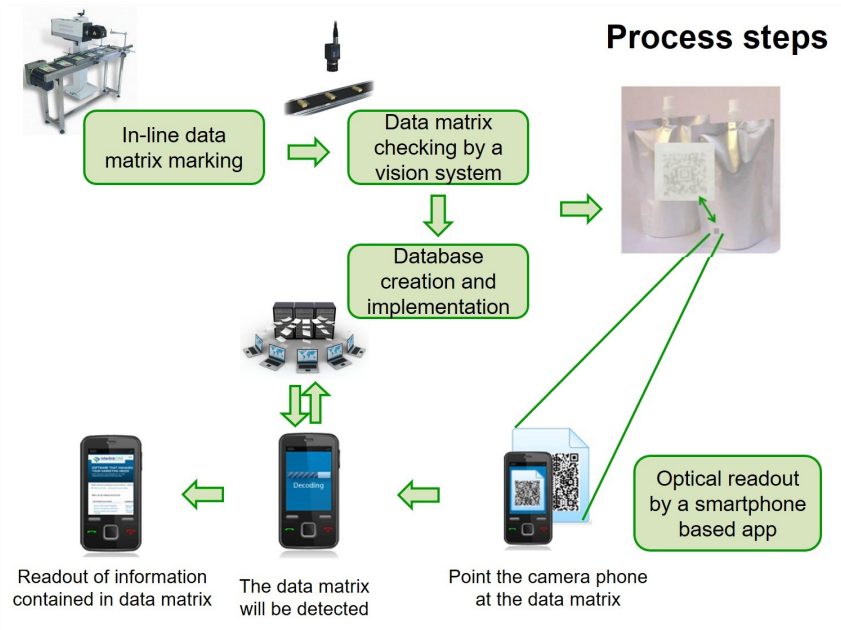 Process steps
In-line data
matrix marking
Data matrix
checking by a
vision system
Database
creation and
implementation
Optical readout
by a smartphone
based app
Decoding
Readout of information
contained in data matrix
The data matrix
will be detected
Point the camera phone
at the data matrix